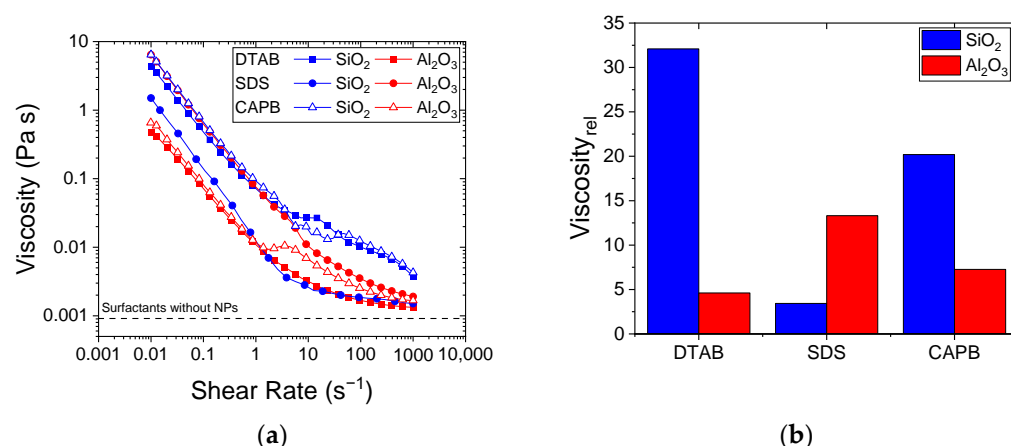 10
1
0.1
0.01
0.001
Viscosity (Pa s)
DTAB SiO₂ Al₂O₃
SDS SiO₂ Al₂O₃
CAPB SiO₂ Al₂O₃
Surfactants without NPs
0.001 0.01 0.1 1 10 100 1000 10,000
Shear Rate (s⁻¹)
(a)
35
30
25
20
15
10
5
0
Viscosity_rel
SiO₂
Al₂O₃
DTAB SDS CAPB
(b)